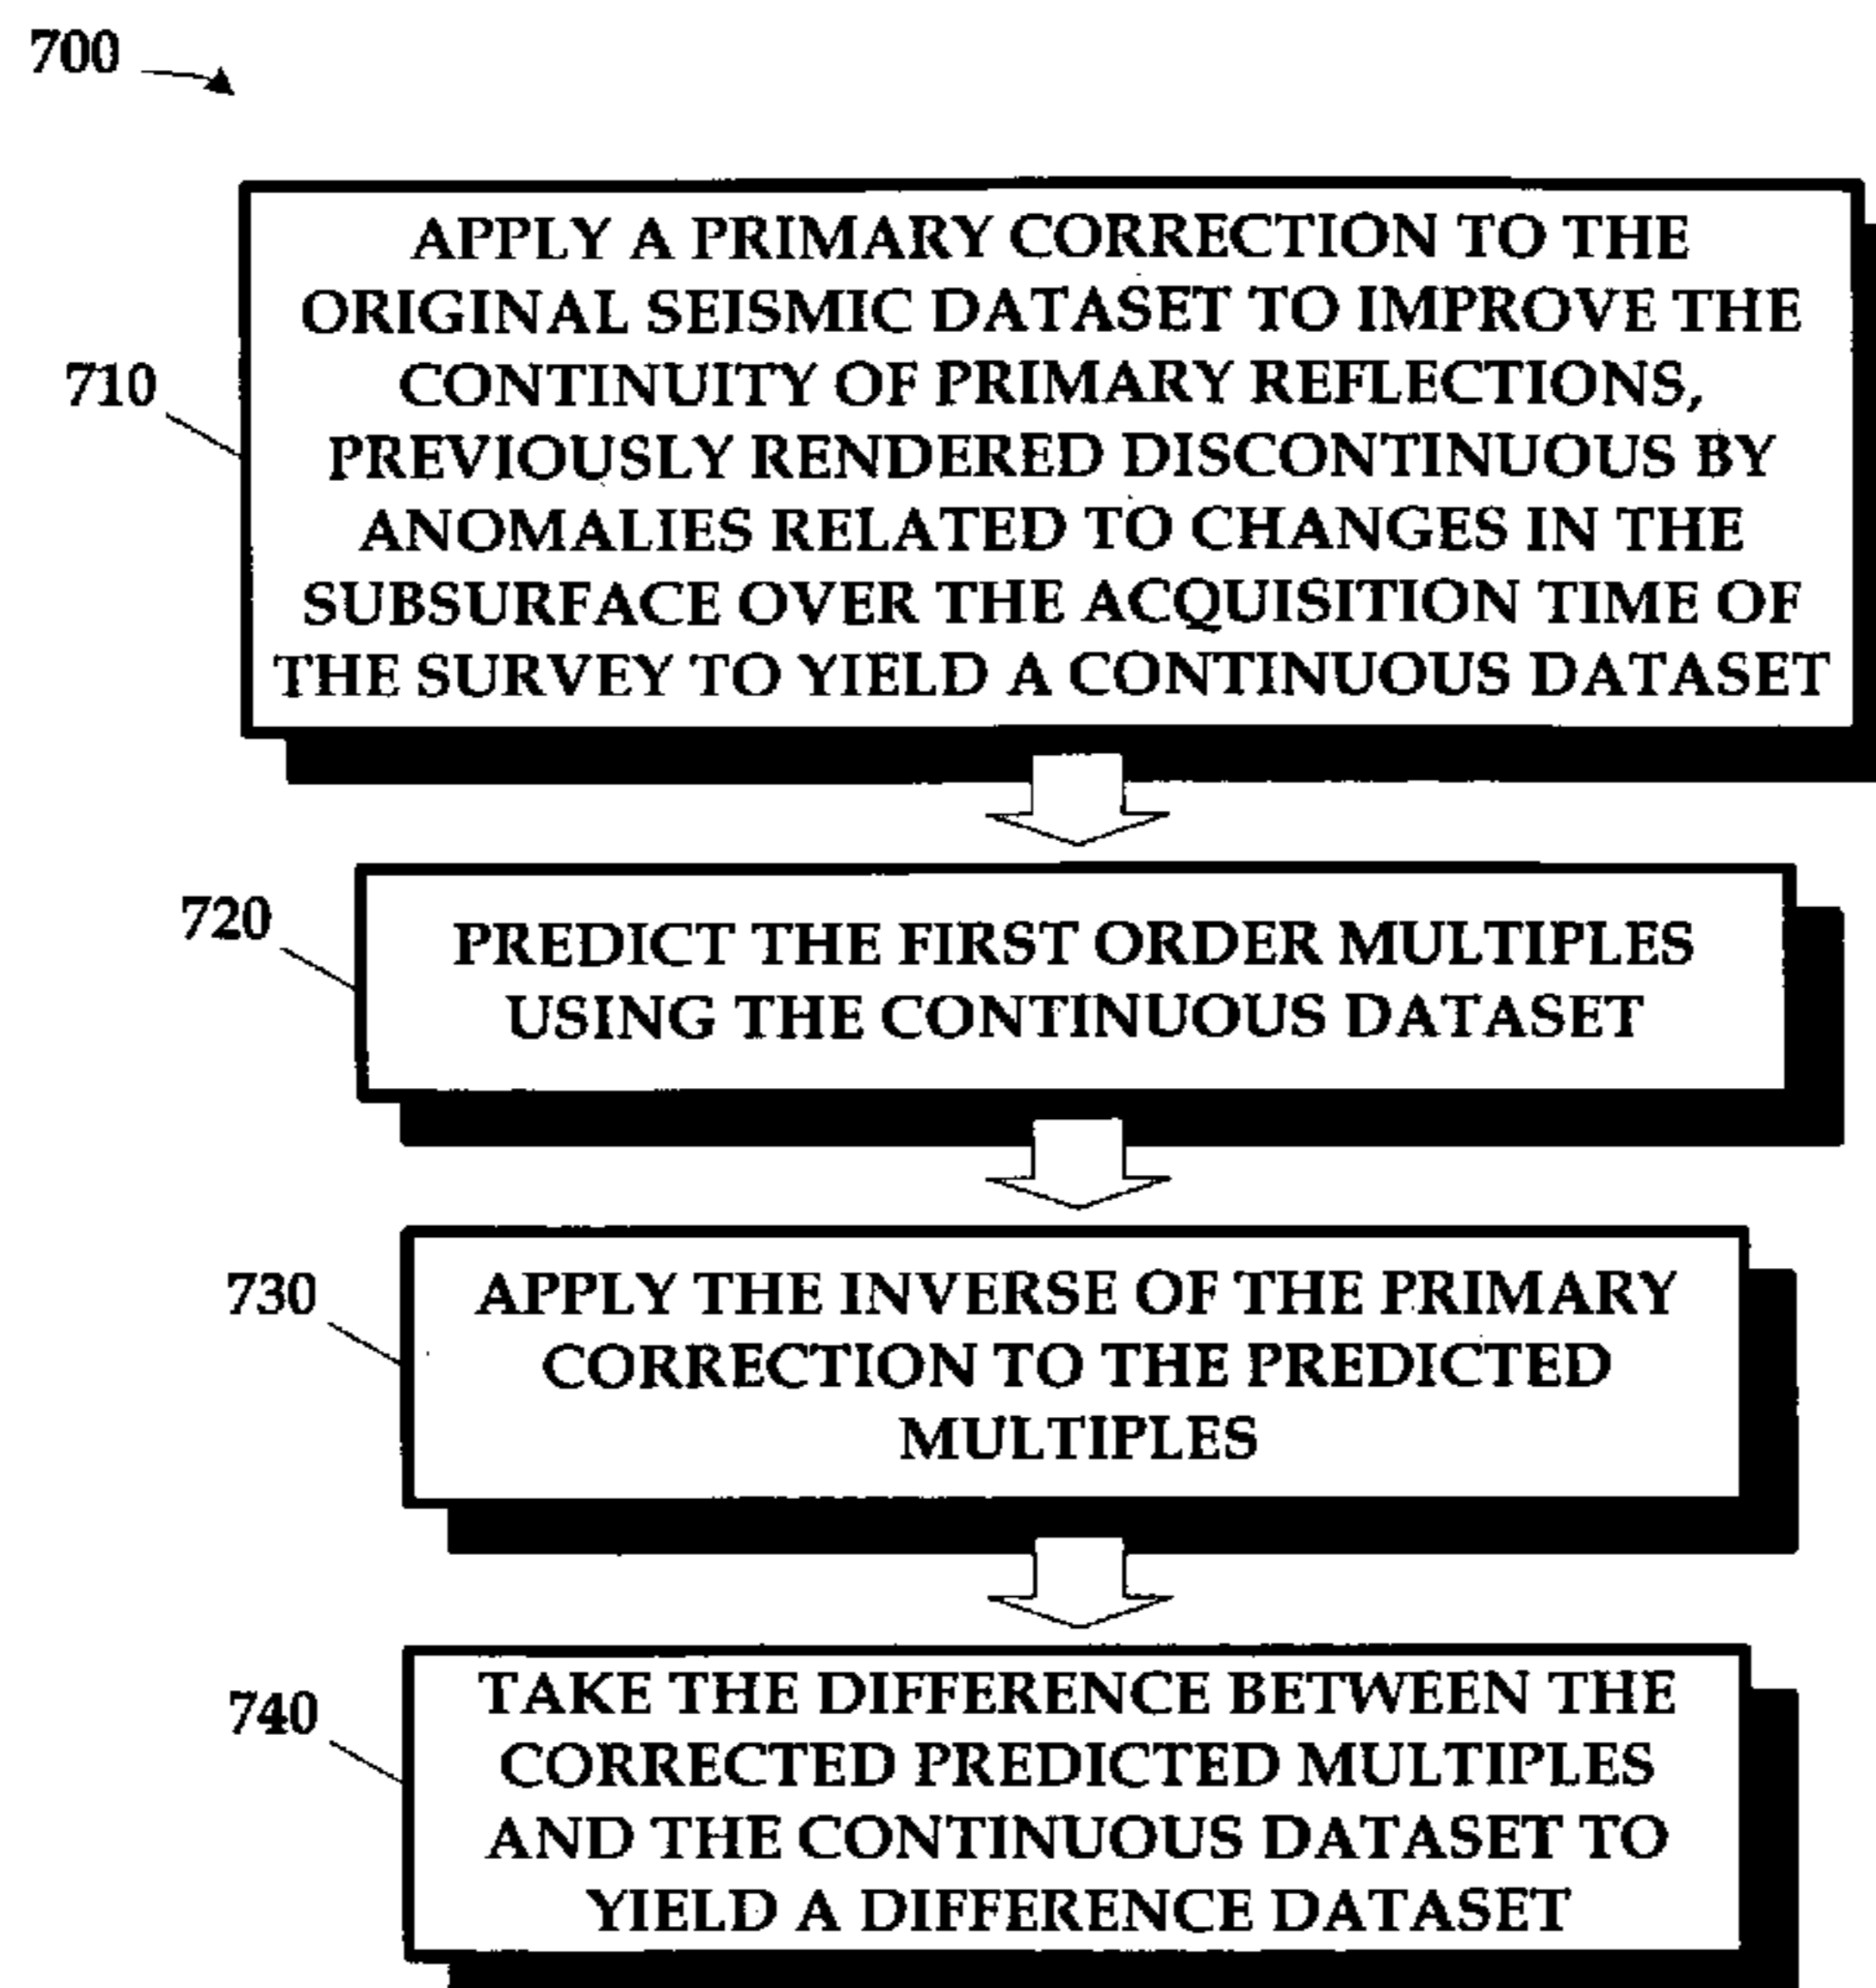 700
710
APPLY A PRIMARY CORRECTION TO THE
ORIGINAL SEISMIC DATASET TO IMPROVE THE
CONTINUITY OF PRIMARY REFLECTIONS,
PREVIOUSLY RENDERED DISCONTINUOUS BY
ANOMALIES RELATED TO CHANGES IN THE
SUBSURFACE OVER THE ACQUISITION TIME OF
THE SURVEY TO YIELD A CONTINUOUS DATASET
720
PREDICT THE FIRST ORDER MULTIPLES
USING THE CONTINUOUS DATASET
730
APPLY THE INVERSE OF THE PRIMARY
CORRECTION TO THE PREDICTED
MULTIPLES
740
TAKE THE DIFFERENCE BETWEEN THE
CORRECTED PREDICTED MULTIPLES
AND THE CONTINUOUS DATASET TO
YIELD A DIFFERENCE DATASET